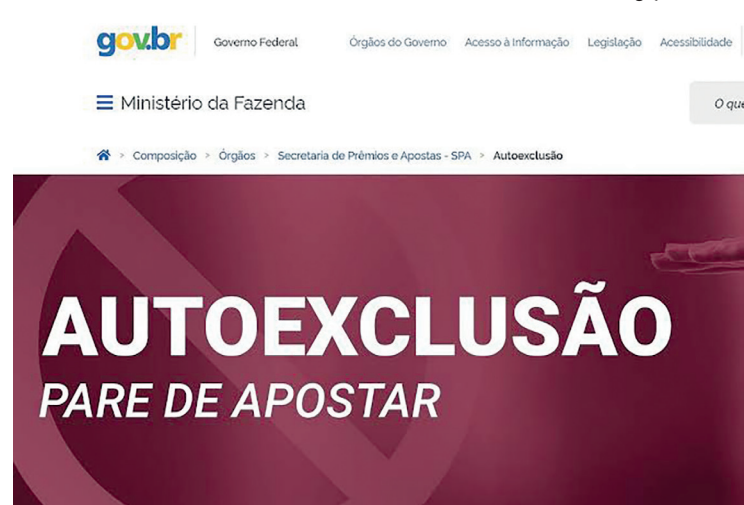 gov.br Governo Federal Órgãos do Governo Acesso à Informação Legislação Acessibilidade
Ministério da Fazenda O que
> Composição > Órgãos > Secretaria de Prêmios e Apostas - SPA > Autoexclusão
AUTOEXCLUSÃO
PARE DE APOSTAR